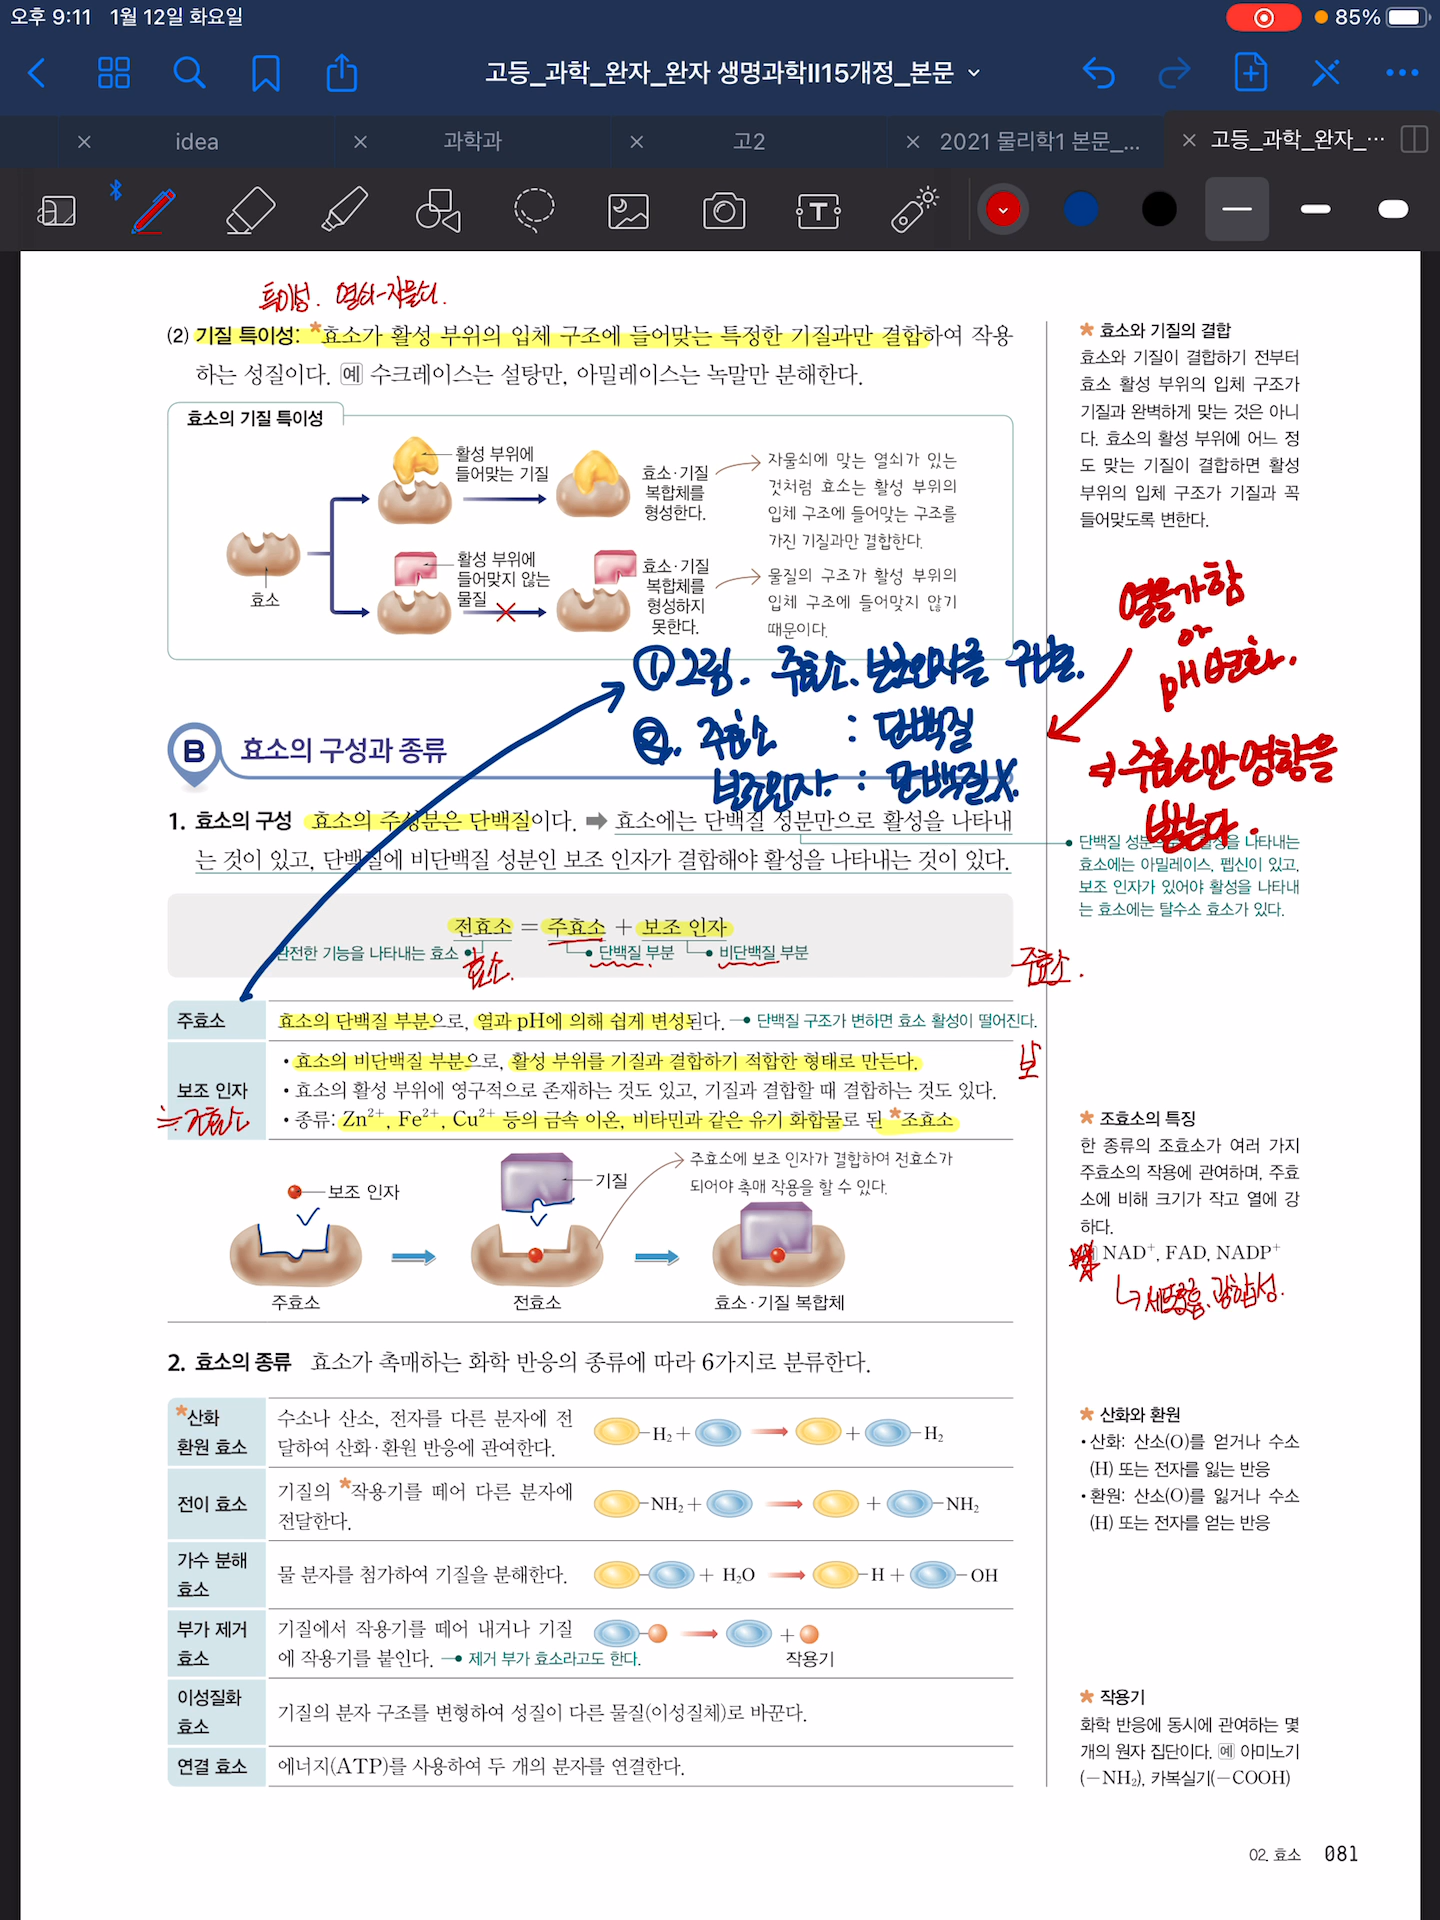 오후 9:11 1월 12일 화요일
85%
고등_과학_완자_완자 생명과학II15개정_본문
idea
과학과
고2
2021 물리학1 본문_...
고등_과학_완자_...
특이성. 열쇠-자물쇠.
(2) 기질 특이성: *효소가 활성 부위의 입체 구조에 들어맞는 특정한 기질과만 결합하여 작용
하는 성질이다. 예 수크레이스는 설탕만, 아밀레이스는 녹말만 분해한다.
효소의 기질 특이성
효소
활성 부위에
들어맞는 기질
효소·기질
복합체를
형성한다.
자물쇠에 맞는 열쇠가 있는
것처럼 효소는 활성 부위의
입체 구조에 들어맞는 구조를
가진 기질과만 결합한다.
활성 부위에
들어맞지 않는
물질
효소·기질
복합체를
형성하지
못한다.
물질의 구조가 활성 부위의
입체 구조에 들어맞지 않기
때문이다.
* 효소와 기질의 결합
효소와 기질이 결합하기 전부터
효소 활성 부위의 입체 구조가
기질과 완벽하게 맞는 것은 아니
다. 효소의 활성 부위에 어느 정
도 맞는 기질이 결합하면 활성
부위의 입체 구조가 기질과 꼭
들어맞도록 변한다.
열을 가함
or
pH 변화.
⇒ 주효소만 영향을
받는다.
① 그림. 주효소. 보조인자를 구분.
②. 주효소 : 단백질
보조인자 : 단백질X.
B 효소의 구성과 종류
1. 효소의 구성 효소의 주성분은 단백질이다. ➡ 효소에는 단백질 성분만으로 활성을 나타내
는 것이 있고, 단백질에 비단백질 성분인 보조 인자가 결합해야 활성을 나타내는 것이 있다.
단백질 성분 활성을 나타내는
효소에는 아밀레이스, 펩신이 있고,
보조 인자가 있어야 활성을 나타내
는 효소에는 탈수소 효소가 있다.
전효소 = 주효소 + 보조 인자
완전한 기능을 나타내는 효소
단백질 부분
비단백질 부분
효소.
주효소.
보
주효소
효소의 단백질 부분으로, 열과 pH에 의해 쉽게 변성된다. 단백질 구조가 변하면 효소 활성이 떨어진다.
보조 인자
≒ 조효소
• 효소의 비단백질 부분으로, 활성 부위를 기질과 결합하기 적합한 형태로 만든다.
• 효소의 활성 부위에 영구적으로 존재하는 것도 있고, 기질과 결합할 때 결합하는 것도 있다.
• 종류: Zn²⁺, Fe²⁺, Cu²⁺ 등의 금속 이온, 비타민과 같은 유기 화합물로 된 *조효소
보조 인자
기질
주효소에 보조 인자가 결합하여 전효소가
되어야 촉매 작용을 할 수 있다.
주효소
전효소
효소·기질 복합체
* 조효소의 특징
한 종류의 조효소가 여러 가지
주효소의 작용에 관여하며, 주효
소에 비해 크기가 작고 열에 강
하다.
NAD⁺, FAD, NADP⁺
↳ 세포호흡. 광합성.
2. 효소의 종류 효소가 촉매하는 화학 반응의 종류에 따라 6가지로 분류한다.
*산화
환원 효소
수소나 산소, 전자를 다른 분자에 전
달하여 산화·환원 반응에 관여한다.
H₂ + + H₂
전이 효소
기질의 *작용기를 떼어 다른 분자에
전달한다.
NH₂ + + NH₂
가수 분해
효소
물 분자를 첨가하여 기질을 분해한다.
+ H₂O H + OH
부가 제거
효소
기질에서 작용기를 떼어 내거나 기질
에 작용기를 붙인다. 제거 부가 효소라고도 한다.
+
작용기
이성질화
효소
기질의 분자 구조를 변형하여 성질이 다른 물질(이성질체)로 바꾼다.
연결 효소
에너지(ATP)를 사용하여 두 개의 분자를 연결한다.
* 산화와 환원
• 산화: 산소(O)를 얻거나 수소
(H) 또는 전자를 잃는 반응
• 환원: 산소(O)를 잃거나 수소
(H) 또는 전자를 얻는 반응
* 작용기
화학 반응에 동시에 관여하는 몇
개의 원자 집단이다. 예 아미노기
(−NH₂), 카복실기(−COOH)
02. 효소 081